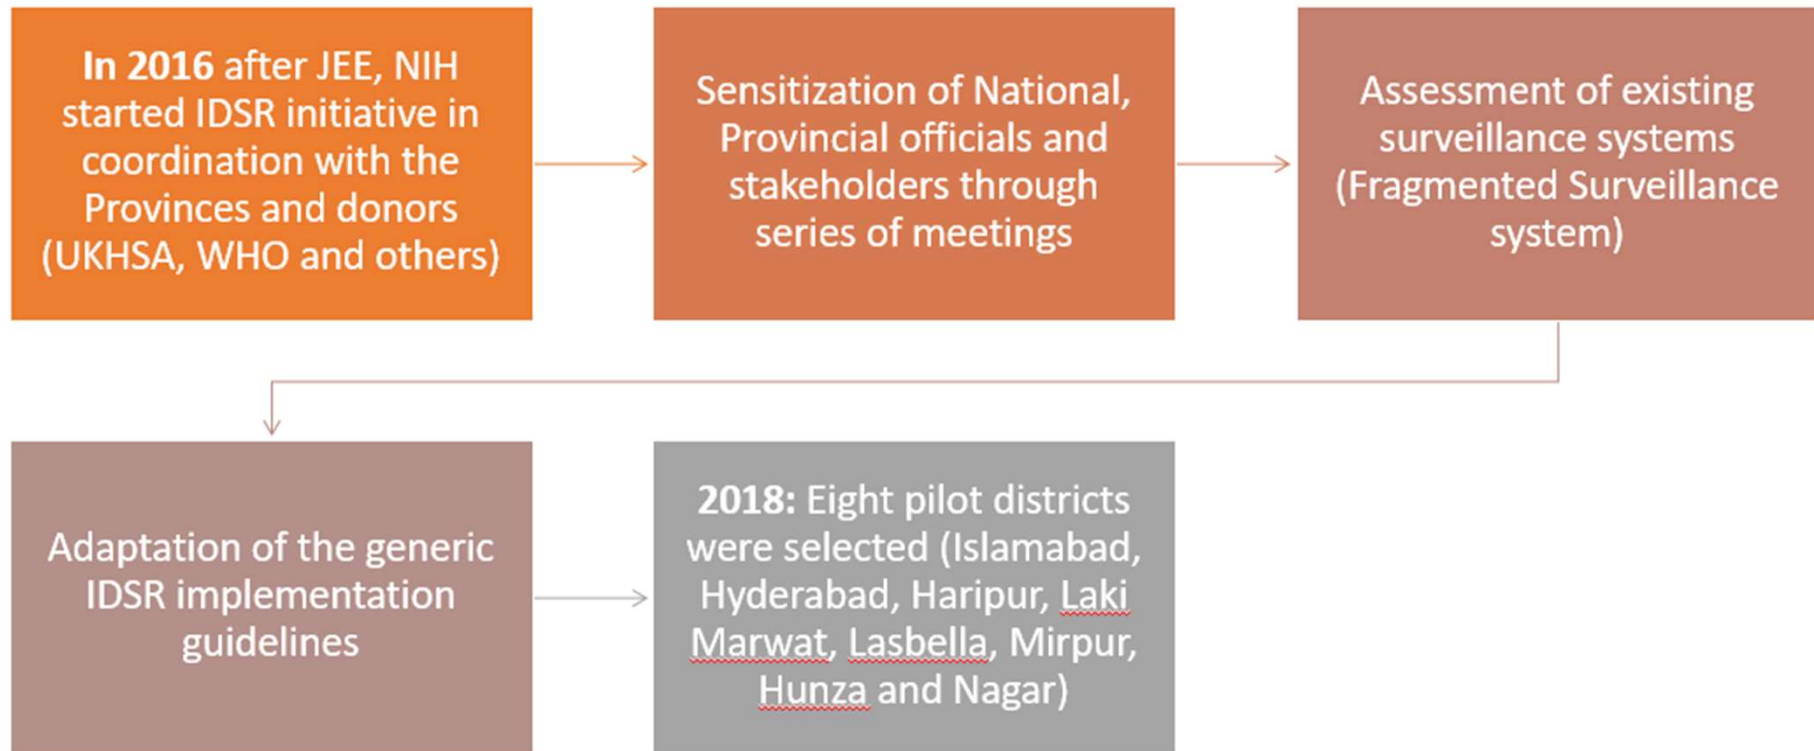 In 2016 after JEE, NIH
started IDSR initiative in
coordination with the
Provinces and donors
(UKHSA, WHO and others)
Sensitization of National,
Provincial officials and
stakeholders through
series of meetings
Assessment of existing
surveillance systems
(Fragmented Surveillance
system)
Adaptation of the generic
IDSR implementation
guidelines
2018: Eight pilot districts
were selected (Islamabad,
Hyderabad, Haripur, Laki
Marwat, Lasbella, Mirpur,
Hunza and Nagar)